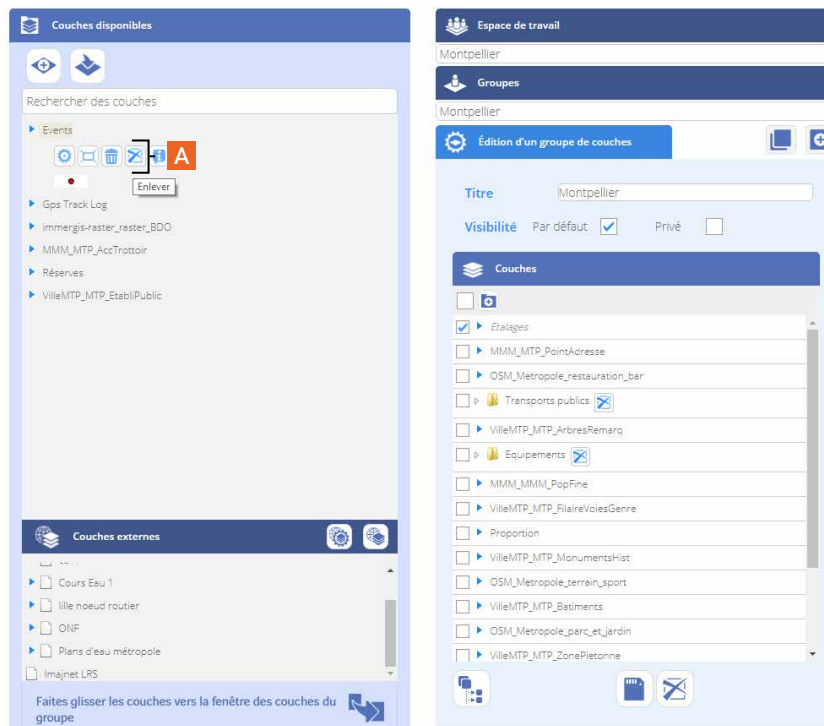 Couches disponibles
Rechercher des couches
Events
A
Enlever
Gps Track Log
immergis-raster_raster_BDO
MMM_MTP_AccTrottoir
Réserves
VilleMTP_MTP_EtabliPublic
Couches externes
Cours Eau 1
lille noeud routier
ONF
Plans d'eau métropole
Imajnet LRS
Faites glisser les couches vers la fenêtre des couches du
groupe
Espace de travail
Montpellier
Groupes
Montpellier
Édition d'un groupe de couches
Titre Montpellier
Visibilité Par défaut Privé
Couches
Etalages
MMM_MTP_PointAdresse
OSM_Metropole_restauration_bar
Transports publics
VilleMTP_MTP_ArbresRemarq
Equipements
MMM_MMM_PopFine
VilleMTP_MTP_FilaireVoiesGenre
Proportion
VilleMTP_MTP_MonumentsHist
OSM_Metropole_terrain_sport
VilleMTP_MTP_Batiments
OSM_Metropole_parc_et_jardin
VilleMTP_MTP_ZonePietonne